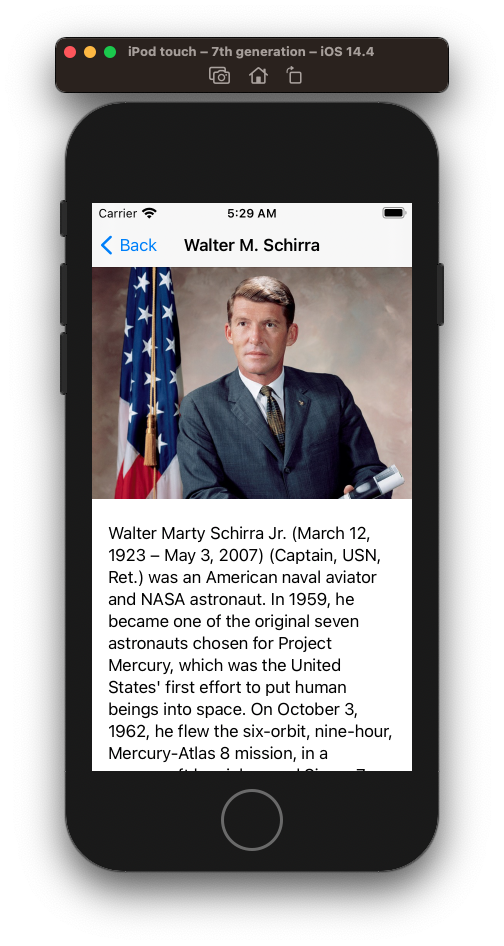 iPod touch – 7th generation – iOS 14.4
Carrier 5:29 AM
Back Walter M. Schirra
Walter Marty Schirra Jr. (March 12,
1923 – May 3, 2007) (Captain, USN,
Ret.) was an American naval aviator
and NASA astronaut. In 1959, he
became one of the original seven
astronauts chosen for Project
Mercury, which was the United
States' first effort to put human
beings into space. On October 3,
1962, he flew the six-orbit, nine-hour,
Mercury-Atlas 8 mission, in a